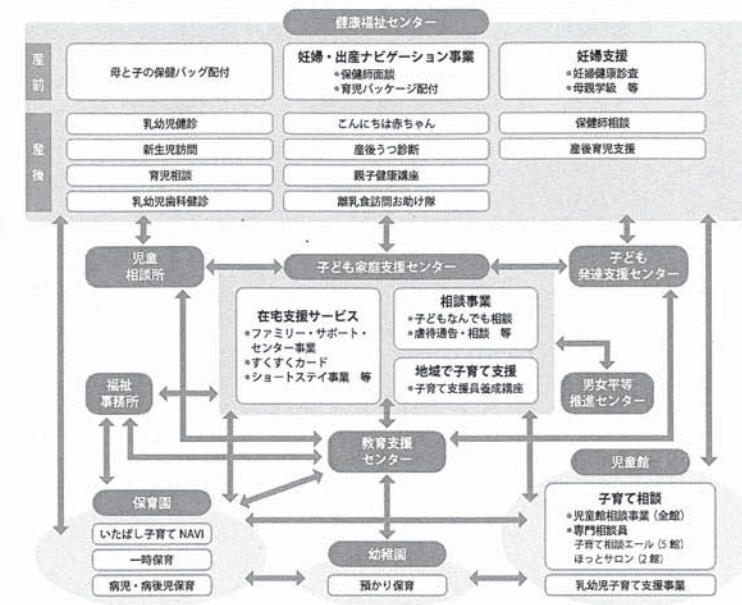 健康福祉センター
産前
母と子の保健バッグ配付
妊婦・出産ナビゲーション事業
●保健師面談
●育児パッケージ配付
妊婦支援
●妊婦健康診査
●母親学級 等
産後
乳幼児健診
こんにちは赤ちゃん
保健師相談
新生児訪問
産後うつ診断
産後育児支援
育児相談
親子健康講座
乳幼児歯科健診
離乳食訪問お助け隊
児童
相談所
子ども家庭支援センター
子ども
発達支援センター
在宅支援サービス
●ファミリー・サポート・
センター事業
●すくすくカード
●ショートステイ事業 等
相談事業
●子どもなんでも相談
●虐待通告・相談 等
地域で子育て支援
●子育て支援員養成講座
福祉
事務所
男女平等
推進センター
教育支援
センター
保育園
いたばし子育てNAVI
一時保育
病児・病後児保育
幼稚園
預かり保育
児童館
子育て相談
●児童館相談事業(全館)
●専門相談員
子育て相談エール(5館)
ほっとサロン(2館)
乳幼児子育て支援事業